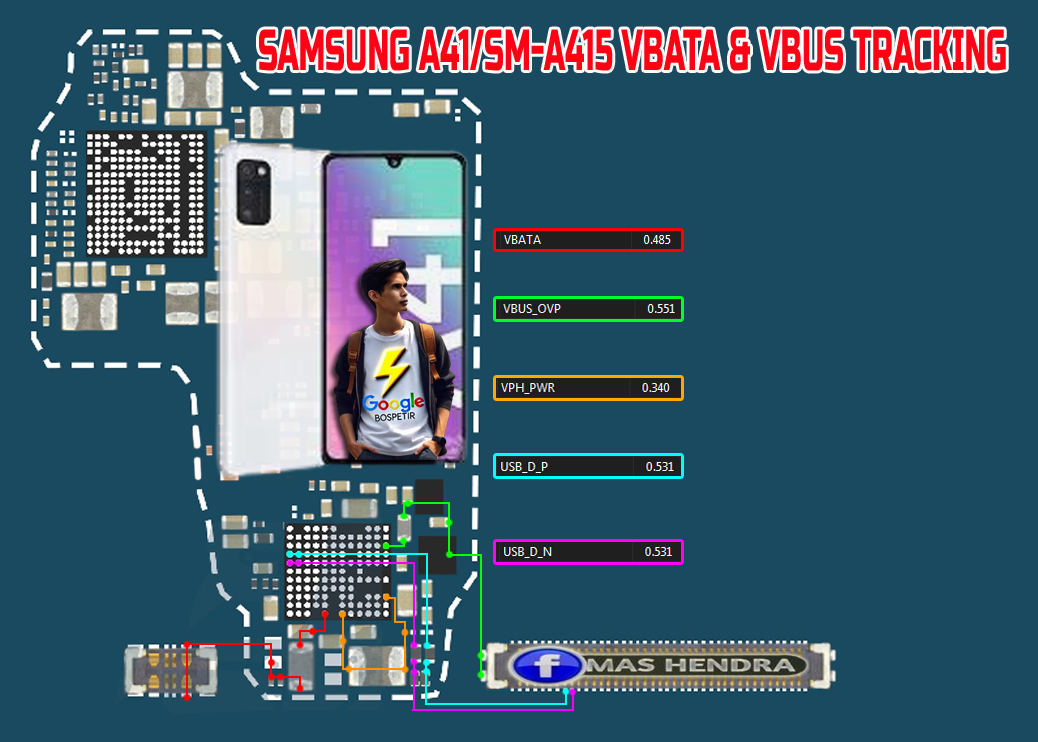 SAMSUNG A41/SM-A415 VBATA & VBUS TRACKING
A41
VBATA 0.485
VBUS_OVP 0.551
VPH_PWR 0.340
Google
BOSPETIR
USB_D_P 0.531
USB_D_N 0.531
f MAS HENDRA